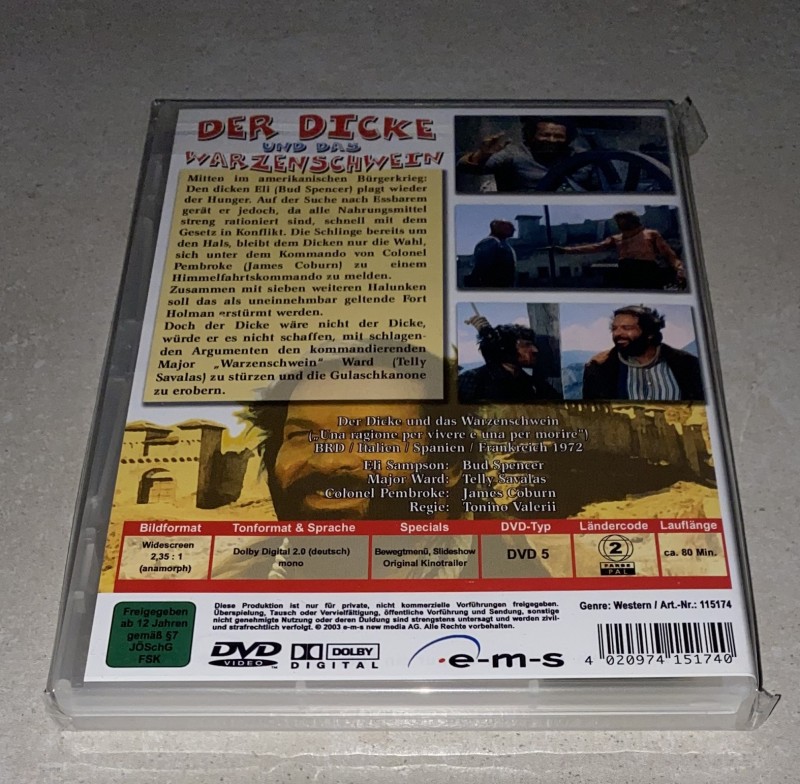 DER DICKE
UND DAS
WARZENSCHWEIN
Mitten im amerikanischen Bürgerkrieg:
Den dicken Eli (Bud Spencer) plagt wieder
der Hunger. Auf der Suche nach Essbarem
gerät er jedoch, da alle Nahrungsmittel
streng rationiert sind, schnell mit dem
Gesetz in Konflikt. Die Schlinge bereits um
den Hals, bleibt dem Dicken nur die Wahl,
sich unter dem Kommando von Colonel
Pembroke (James Coburn) zu einem
Himmelfahrtskommando zu melden.
Zusammen mit sieben weiteren Halunken
soll das als uneinnehmbar geltende Fort
Holman erstürmt werden.
Doch der Dicke wäre nicht der Dicke,
würde er es nicht schaffen, mit schlagen-
den Argumenten den kommandierenden
Major „Warzenschwein" Ward (Telly
Savalas) zu stürzen und die Gulaschkanone
zu erobern.
Der Dicke und das Warzenschwein
(„Una ragione per vivere e una per morire")
BRD / Italien / Spanien / Frankreich 1972
Eli Sampson: Bud Spencer
Major Ward: Telly Savalas
Colonel Pembroke: James Coburn
Regie: Tonino Valerii
Bildformat
Widescreen
2,35 : 1
(anamorph)
Tonformat & Sprache
Dolby Digital 2.0 (deutsch)
mono
Specials
Bewegtmenü, Slideshow
Original Kinotrailer
DVD-Typ
DVD 5
Ländercode
2
FARBE
PAL
Lauflänge
ca. 80 Min.
Freigegeben
ab 12 Jahren
gemäß §7
JÖSchG
FSK
Diese Produktion ist nur für private, nicht kommerzielle Vorführungen freigegeben.
Überspielung, Tausch oder Vervielfältigung, öffentliche Vorführung und Sendung, sonstige
nicht genehmigte Nutzung oder deren Duldung sind strengstens untersagt und werden zivil-
und strafrechtlich verfolgt. © 2003 e-m-s new media AG. Alle Rechte vorbehalten.
Genre: Western / Art.-Nr.: 115174
DVD
VIDEO
TM
DOLBY
DIGITAL
e-m-s
4 020974 151740